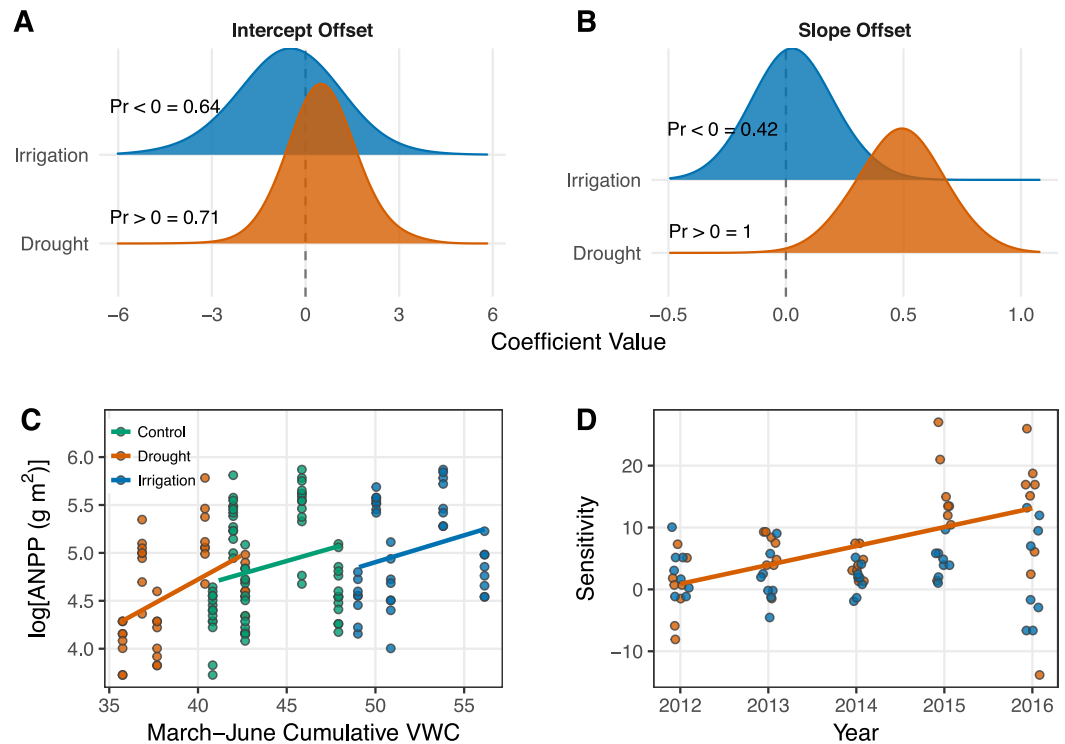 A
Intercept Offset
Pr < 0 = 0.64
Irrigation
Pr > 0 = 0.71
Drought
−6
−3
0
3
6
B
Slope Offset
Pr < 0 = 0.42
Irrigation
Pr > 0 = 1
Drought
−0.5
0.0
0.5
1.0
Coefficient Value
C
Control
Drought
Irrigation
log[ANPP (g m²)]
6.0
5.5
5.0
4.5
4.0
35
40
45
50
55
March−June Cumulative VWC
D
Sensitivity
20
10
0
−10
2012
2013
2014
2015
2016
Year